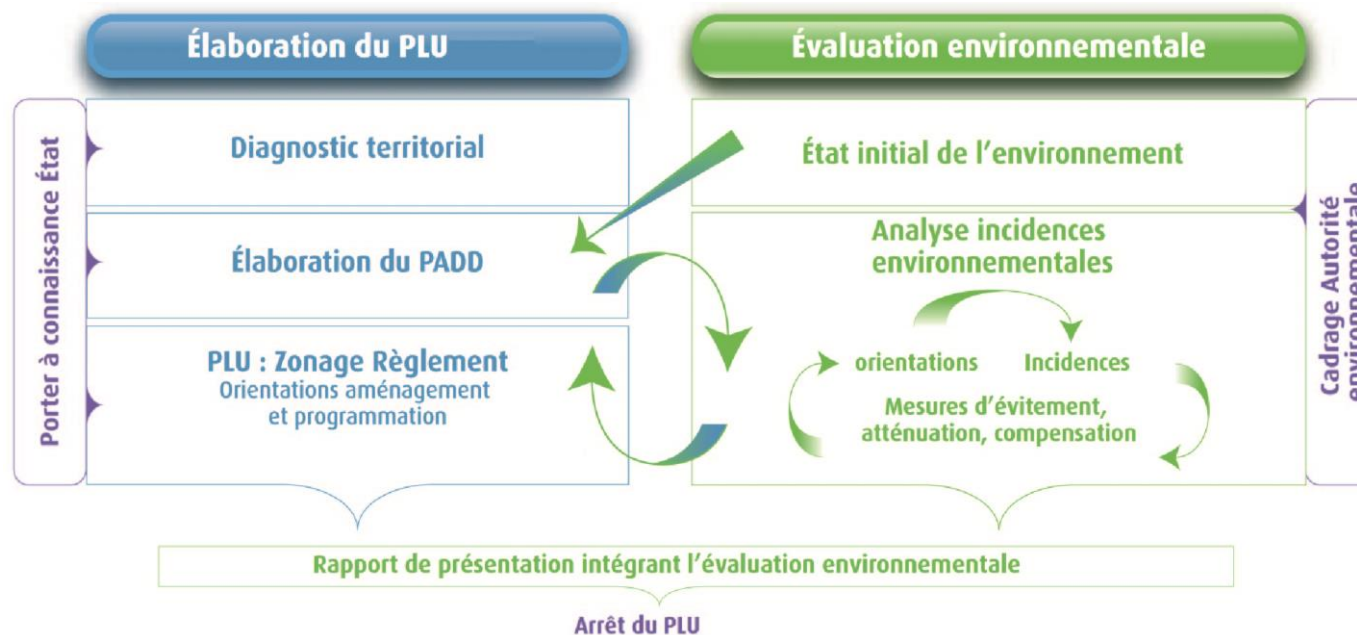 Élaboration du PLU
Évaluation environnementale
Porter à connaissance État
Diagnostic territorial
État initial de l'environnement
Élaboration du PADD
Analyse incidences
environnementales
PLU : Zonage Règlement
Orientations aménagement
et programmation
orientations
Incidences
Mesures d'évitement,
atténuation, compensation
Cadrage Autorité
environnementale
Rapport de présentation intégrant l'évaluation environnementale
Arrêt du PLU